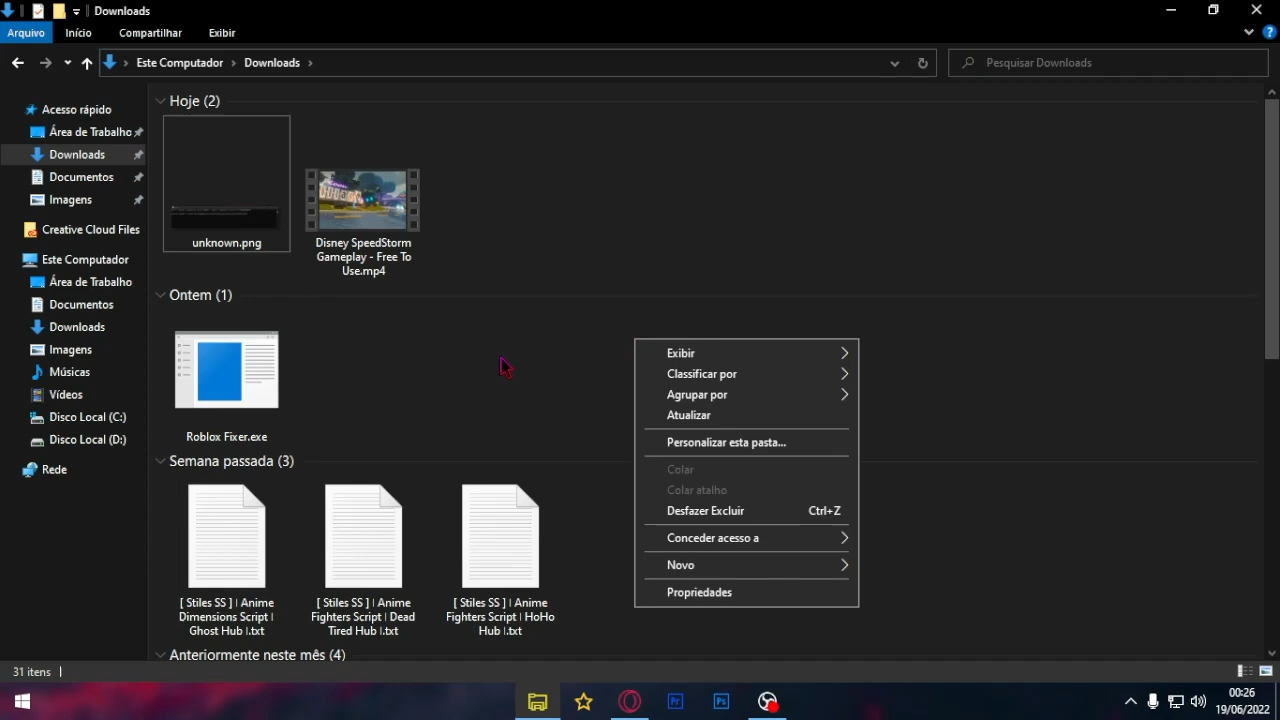 Downloads
Arquivo
Início
Compartilhar
Exibir
Este Computador
Downloads
Pesquisar Downloads
Acesso rápido
Área de Trabalho
Downloads
Documentos
Imagens
Creative Cloud Files
Este Computador
Área de Trabalho
Documentos
Downloads
Imagens
Músicas
Vídeos
Disco Local (C:)
Disco Local (D:)
Rede
Hoje (2)
unknown.png
Disney SpeedStorm
Gameplay - Free To
Use.mp4
Ontem (1)
Roblox Fixer.exe
Semana passada (3)
[ Stiles SS ] | Anime
Dimensions Script |
Ghost Hub |.txt
[ Stiles SS ] | Anime
Fighters Script | Dead
Tired Hub |.txt
[ Stiles SS ] | Anime
Fighters Script | HoHo
Hub |.txt
Anteriormente neste mês (4)
Exibir
Classificar por
Agrupar por
Atualizar
Personalizar esta pasta...
Colar
Colar atalho
Desfazer Excluir Ctrl+Z
Conceder acesso a
Novo
Propriedades
31 itens
Pr
Ps
00:26
19/06/2022